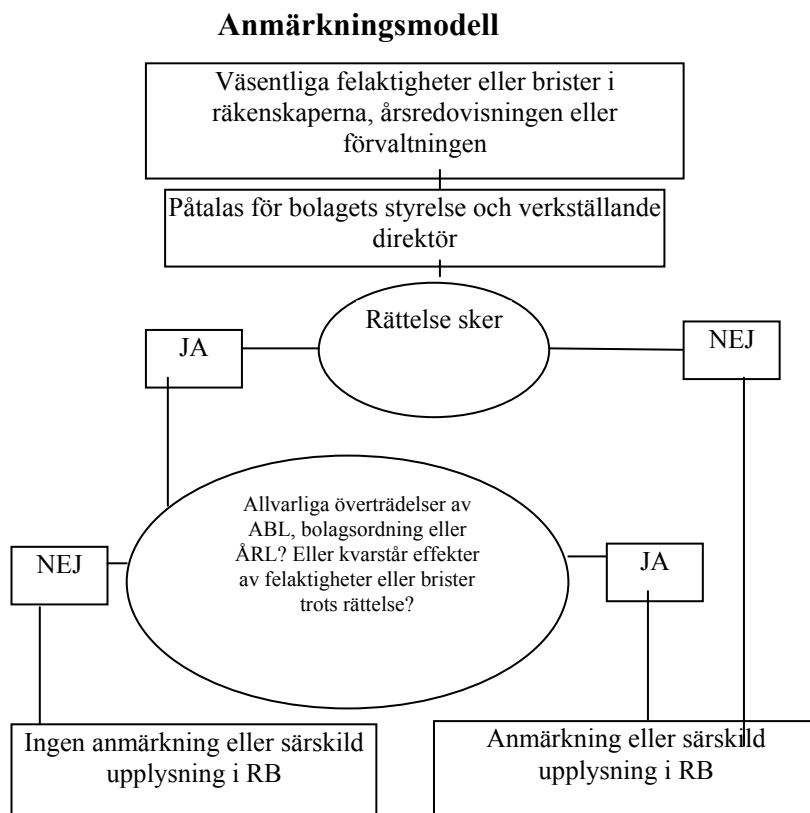 Anmärkningsmodell
Väsentliga felaktigheter eller brister i
räkenskaperna, årsredovisningen eller
förvaltningen
Påtalas för bolagets styrelse och verkställande
direktör
Rättelse sker
JA
NEJ
Allvarliga överträdelser av
ABL, bolagsordning eller
ÅRL? Eller kvarstår effekter
av felaktigheter eller brister
trots rättelse?
NEJ
JA
Ingen anmärkning eller särskild
upplysning i RB
Anmärkning eller särskild
upplysning i RB